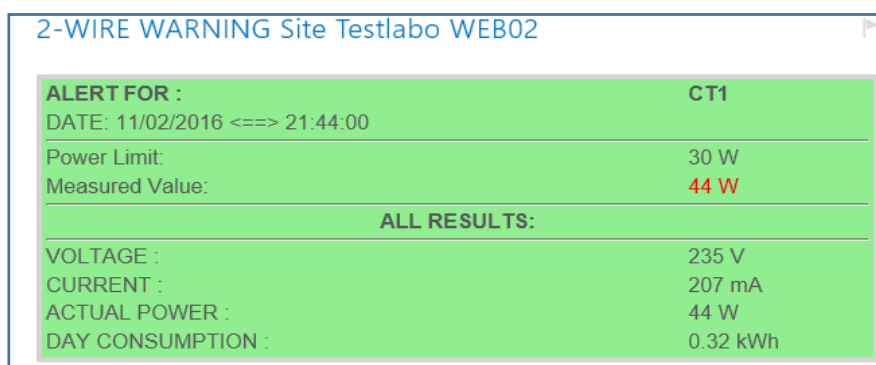 2-WIRE WARNING Site Testlabo WEB02
ALERT FOR : CT1
DATE: 11/02/2016 <==> 21:44:00
Power Limit: 30 W
Measured Value: 44 W
ALL RESULTS:
VOLTAGE : 235 V
CURRENT : 207 mA
ACTUAL POWER : 44 W
DAY CONSUMPTION : 0.32 kWh